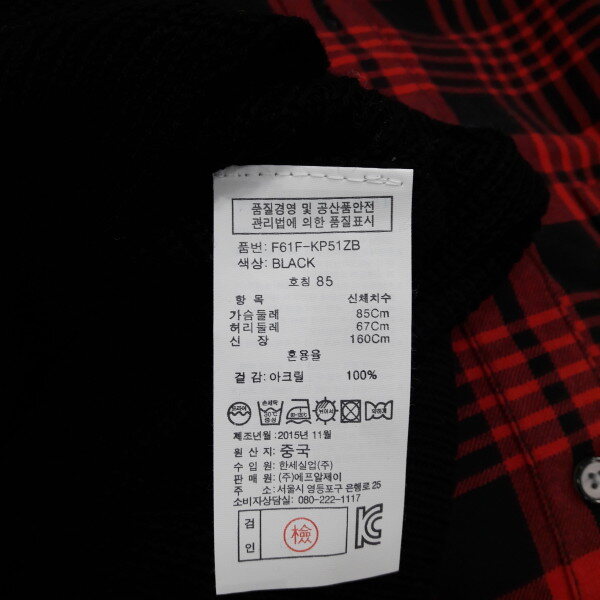 품질경영 및 공산품안전
관리법에 의한 품질표시
품번: F61F-KP51ZB
색상: BLACK
호칭 85
항 목 신체치수
가슴둘레 85Cm
허리둘레 67Cm
신 장 160Cm
혼용율
겉 감: 아크릴 100%
손세탁
30℃
중성
제조년월 : 2015년 11월
원 산 지: 중국
수 입 원: 한세실업(주)
판 매 원: (주)에프알제이
주 소: 서울시 영등포구 은행로 25
소비자상담실: 080-222-1117
검
인
檢